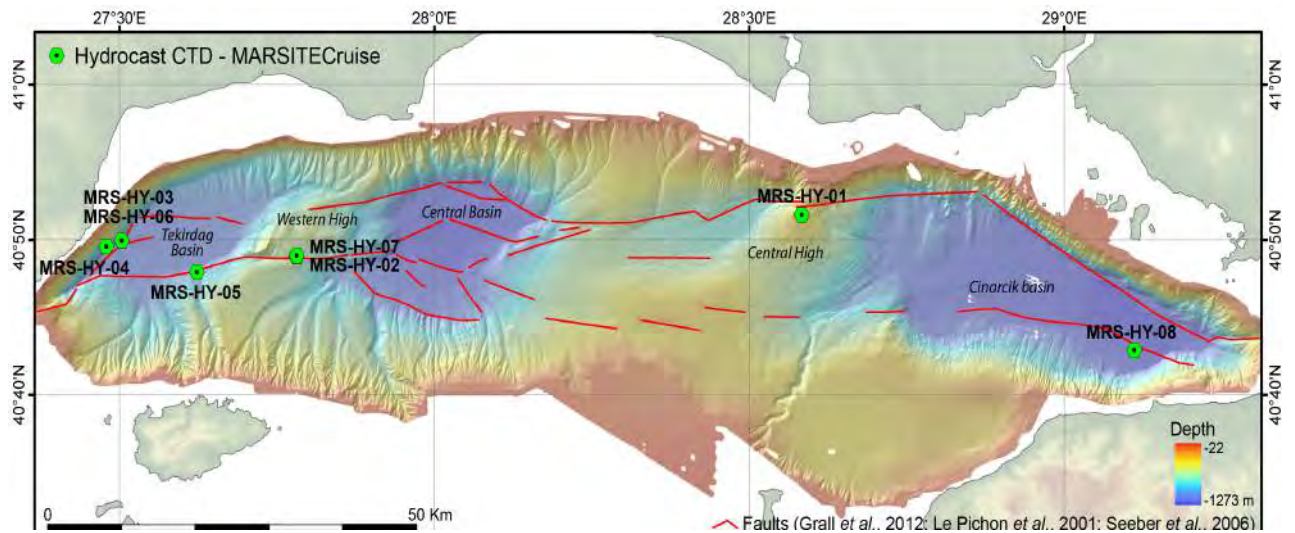 27°30'E
28°0'E
28°30'E
29°0'E
Hydrocast CTD - MARSITECruise
41°0'N
41°0'N
MRS-HY-03
MRS-HY-06
MRS-HY-01
Western High
Central Basin
40°50'N
Tekirdag
Basin
MRS-HY-07
MRS-HY-02
Central High
40°50'N
MRS-HY-04
MRS-HY-05
Cinarcik basin
MRS-HY-08
40°40'N
40°40'N
Depth
-22
-1273 m
0
50 Km
Faults (Grall et al., 2012; Le Pichon et al., 2001; Seeber et al., 2006)